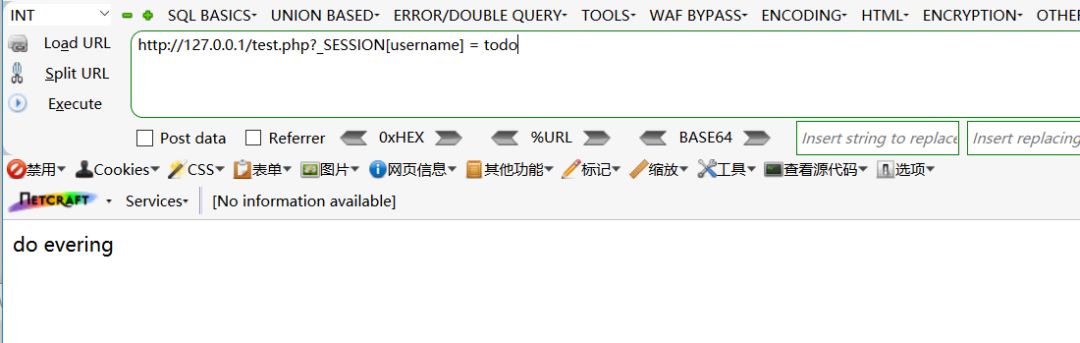 INT SQL BASICS UNION BASED ERROR/DOUBLE QUERY TOOLS WAF BYPASS ENCODING HTML ENCRYPTION OTHE
Load URL http://127.0.0.1/test.php?_SESSION[username] = todo
Split URL
Execute
Post data Referrer 0xHEX %URL BASE64 Insert string to replace Insert replacing
禁用 Cookies CSS 表单 图片 网页信息 其他功能 标记 缩放 工具 查看源代码 选项
NETCRAFT Services [No information available]
do evering